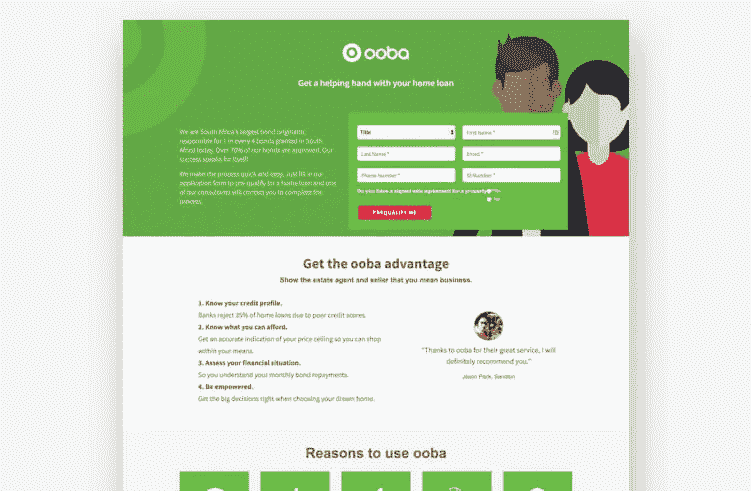 ooba
Get a helping hand with your home loan
We are South Africa's largest bond originator,
responsible for 1 in every 4 bonds granted in South
Africa today. Over 70% of our bonds are approved. Our
success speaks for itself!
We make the process quick and easy. Just fill in our
application form to pre-qualify for a home loan and one
of our consultants will contact you to complete the
process.
Title
First Name *
Last Name *
Email *
Phone Number *
ID Number *
Do you have a signed sale agreement for a property?
Yes
No
PREQUALIFY ME
Get the ooba advantage
Show the estate agent and seller that you mean business.
1. Know your credit profile.
Banks reject 35% of home loans due to poor credit scores.
2. Know what you can afford.
Get an accurate indication of your price ceiling so you can shop
within your means.
3. Assess your financial situation.
So you understand your monthly bond repayments.
4. Be empowered.
Get the big decisions right when choosing your dream home.
"Thanks to ooba for their great service, I will
definitely recommend you."
Jason Pack, Sandton
Reasons to use ooba